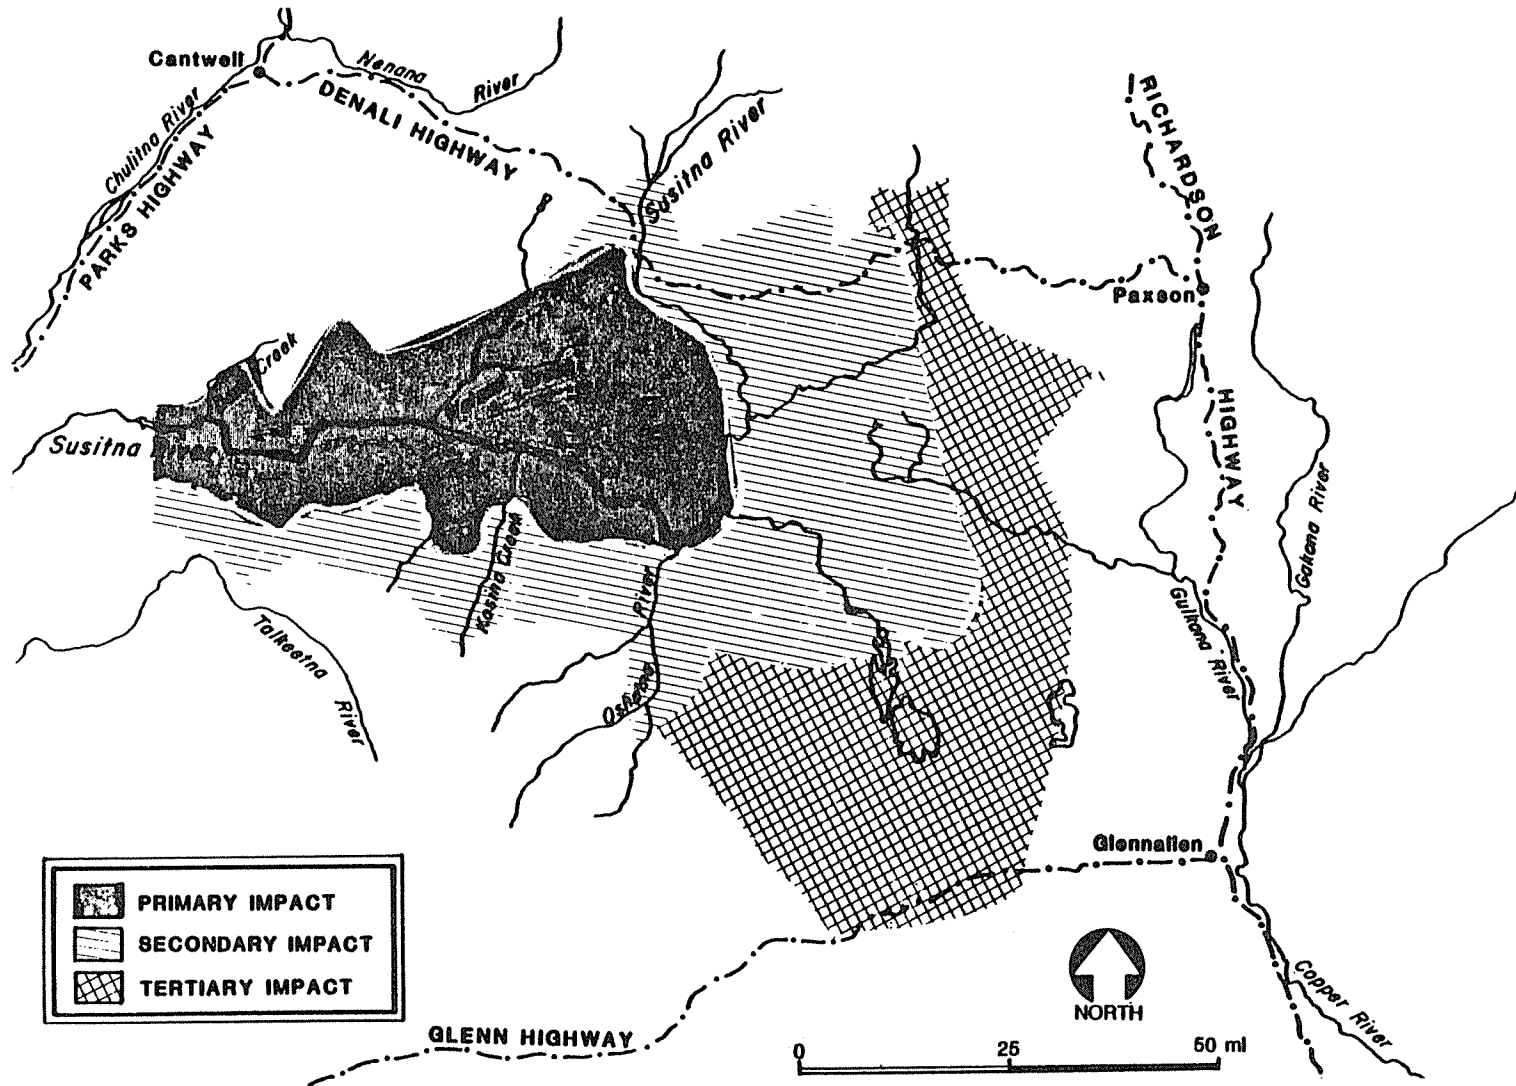 Cantwell
Nenana
River
DENALI HIGHWAY
Chulitna River
PARKS HIGHWAY
Susitna River
RICHARDSON
HIGHWAY
Paxson
Creek
Susitna
Kosina Creek
River
Oshetna
Talkeetna
River
Gakona River
Gulkana River
Glennallen
Copper River
PRIMARY IMPACT
SECONDARY IMPACT
TERTIARY IMPACT
NORTH
GLENN HIGHWAY
0 25 50 mi